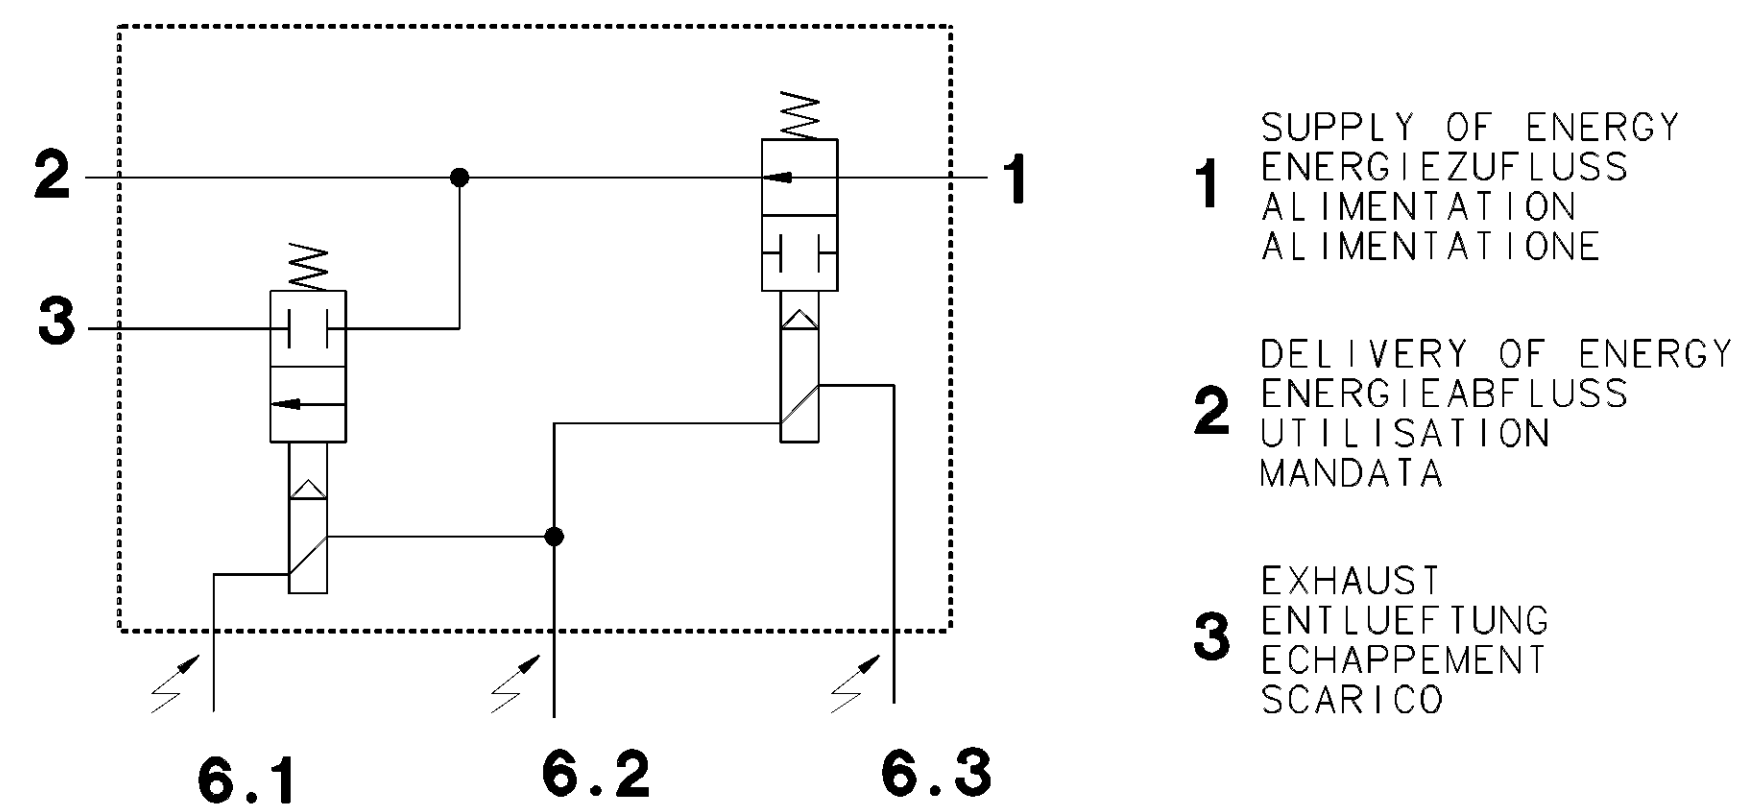 2
1
3
6.1
6.2
6.3
1
SUPPLY OF ENERGY
ENERGIEZUFLUSS
ALIMENTATION
ALIMENTATIONE
2
DELIVERY OF ENERGY
ENERGIEABFLUSS
UTILISATION
MANDATA
3
EXHAUST
ENTLUEFTUNG
ECHAPPEMENT
SCARICO